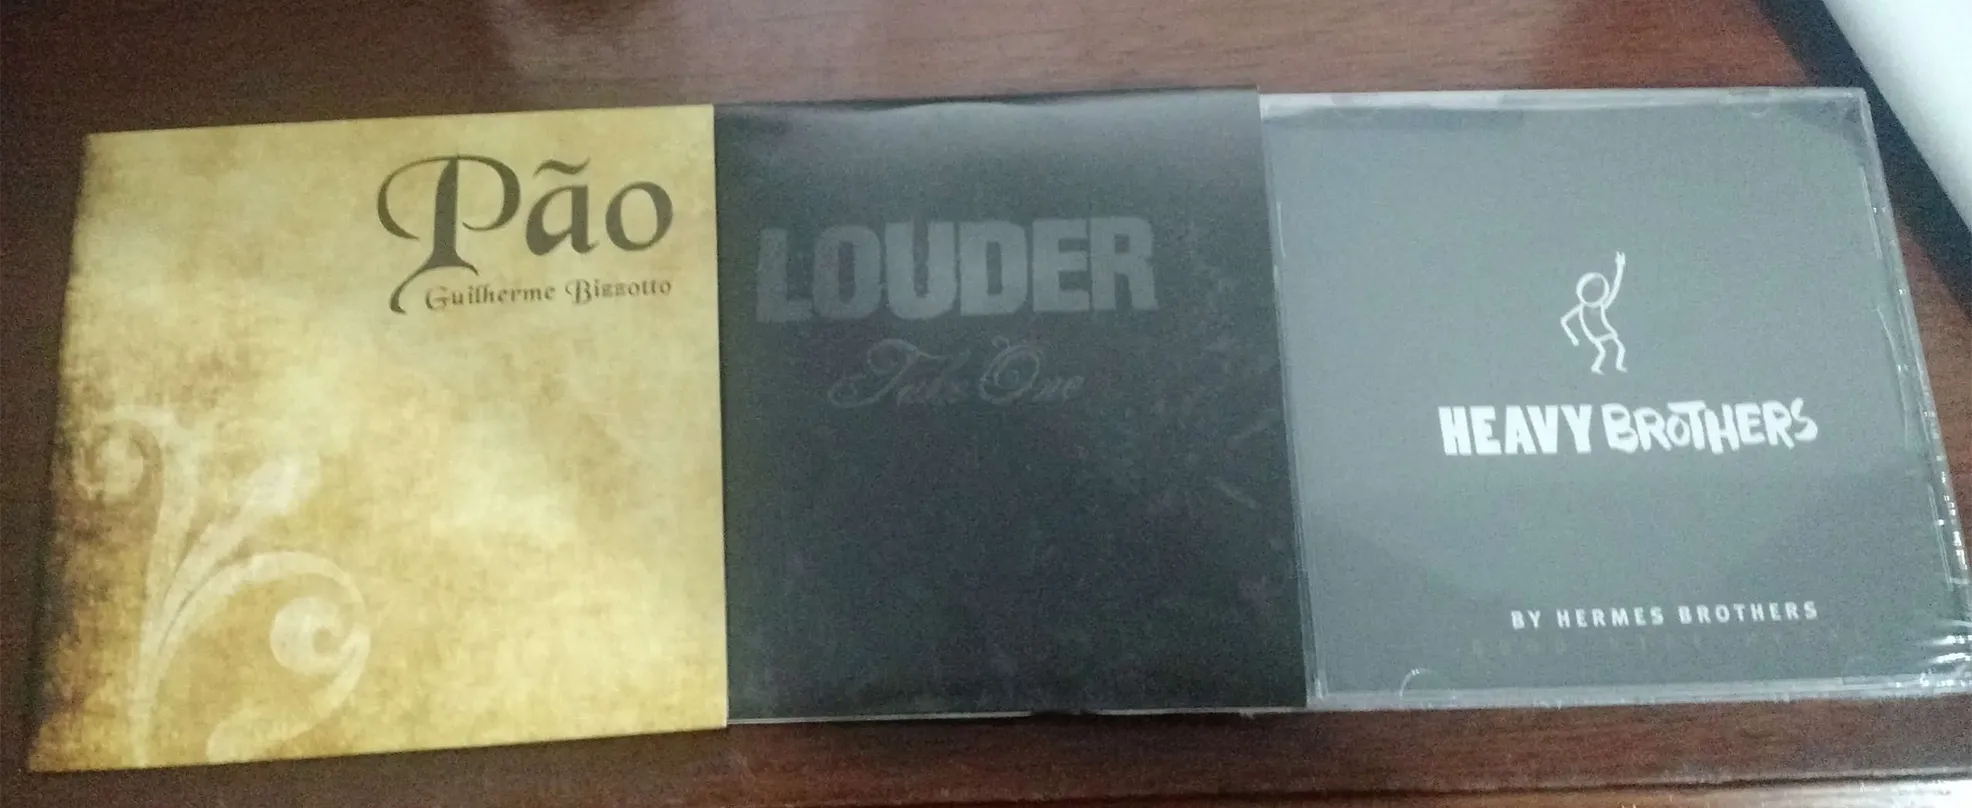 Pão
Guilherme Bizzotto
LOUDER
Take One
HEAVY BROTHERS
BY HERMES BROTHERS